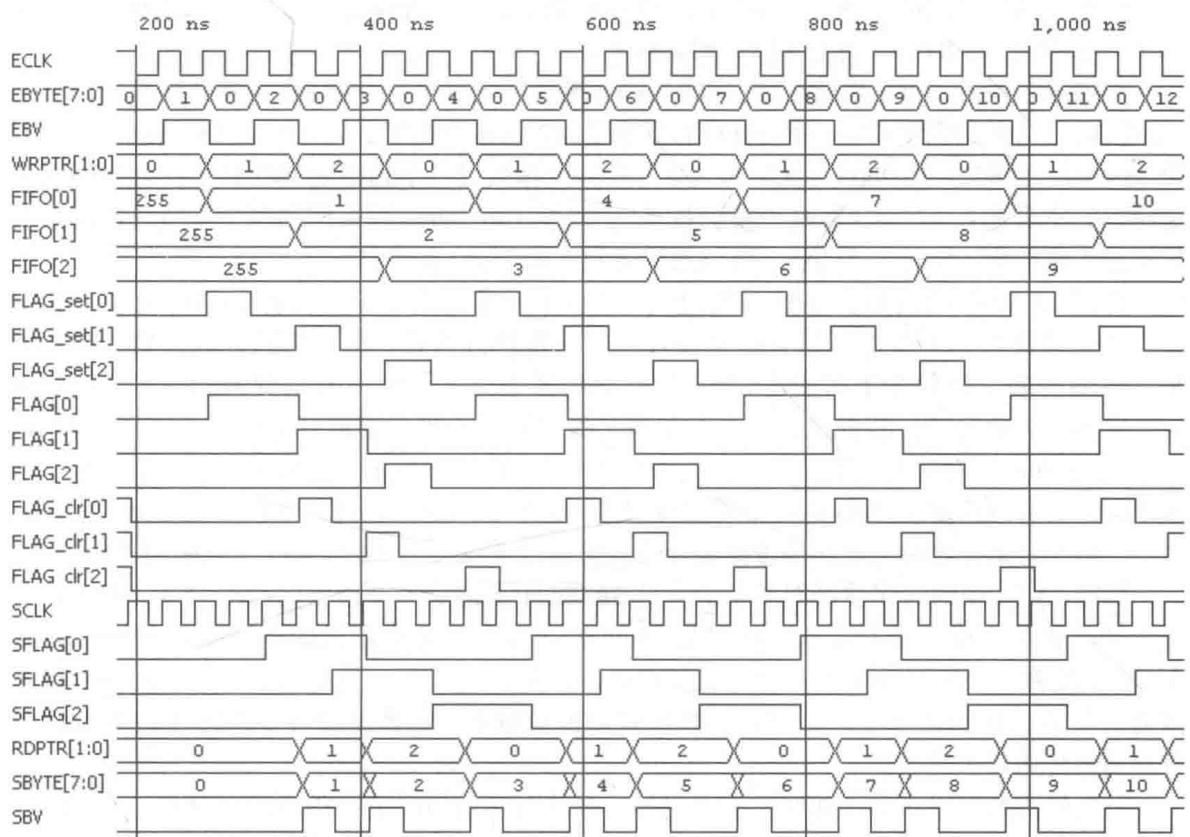 200 ns 400 ns 600 ns 800 ns 1,000 ns
ECLK
EBYTE[7:0] 0 1 0 2 0 3 0 4 0 5 0 6 0 7 0 8 0 9 0 10 0 11 0 12
EBV
WRPTR[1:0] 0 1 2 0 1 2 0 1 2 0 1 2
FIFO[0] 255 1 4 7 10
FIFO[1] 255 2 5 8
FIFO[2] 255 3 6 9
FLAG_set[0]
FLAG_set[1]
FLAG_set[2]
FLAG[0]
FLAG[1]
FLAG[2]
FLAG_clr[0]
FLAG_clr[1]
FLAG clr[2]
SCLK
SFLAG[0]
SFLAG[1]
SFLAG[2]
RDPTR[1:0] 0 1 2 0 1 2 0 1 2 0 1
SBYTE[7:0] 0 1 2 3 4 5 6 7 8 9 10
SBV